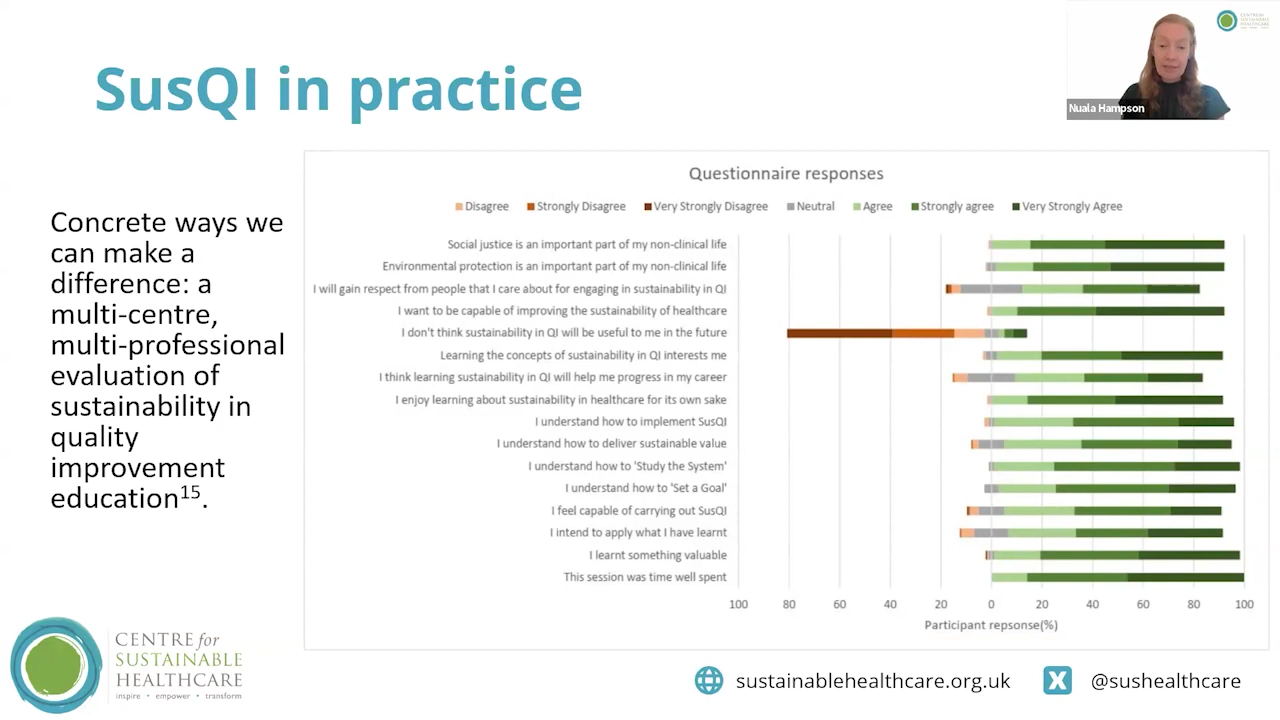 CENTRE for
SUSTAINABLE
HEALTHCARE
Nuala Hampson
SusQI in practice
Concrete ways we
can make a
difference: a
multi-centre,
multi-professional
evaluation of
sustainability in
quality
improvement
education¹⁵.
Questionnaire responses
Disagree Strongly Disagree Very Strongly Disagree Neutral Agree Strongly agree Very Strongly Agree
Social justice is an important part of my non-clinical life
Environmental protection is an important part of my non-clinical life
I will gain respect from people that I care about for engaging in sustainability in QI
I want to be capable of improving the sustainability of healthcare
I don't think sustainability in QI will be useful to me in the future
Learning the concepts of sustainability in QI interests me
I think learning sustainability in QI will help me progress in my career
I enjoy learning about sustainability in healthcare for its own sake
I understand how to implement SusQI
I understand how to deliver sustainable value
I understand how to 'Study the System'
I understand how to 'Set a Goal'
I feel capable of carrying out SusQI
I intend to apply what I have learnt
I learnt something valuable
This session was time well spent
100 80 60 40 20 0 20 40 60 80 100
Participant repsonse(%)
CENTRE for
SUSTAINABLE
HEALTHCARE
inspire • empower • transform
sustainablehealthcare.org.uk
X @sushealthcare